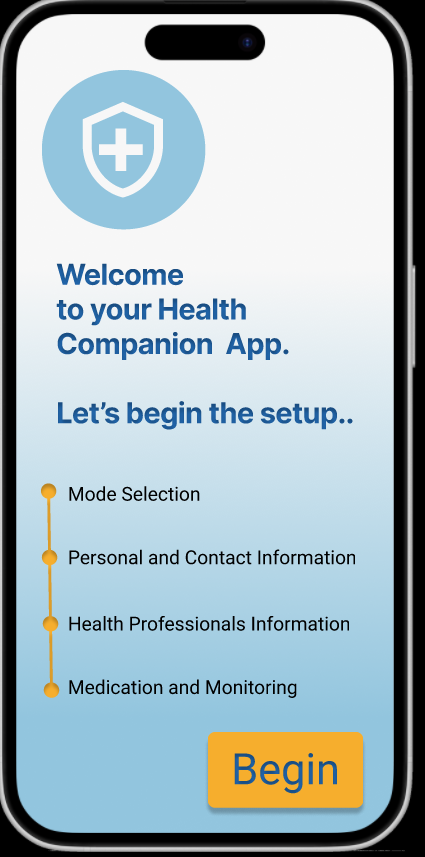 Welcome
to your Health
Companion  App.
Let's begin the setup..
Mode Selection
Personal and Contact Information
Health Professionals Information
Medication and Monitoring
Begin